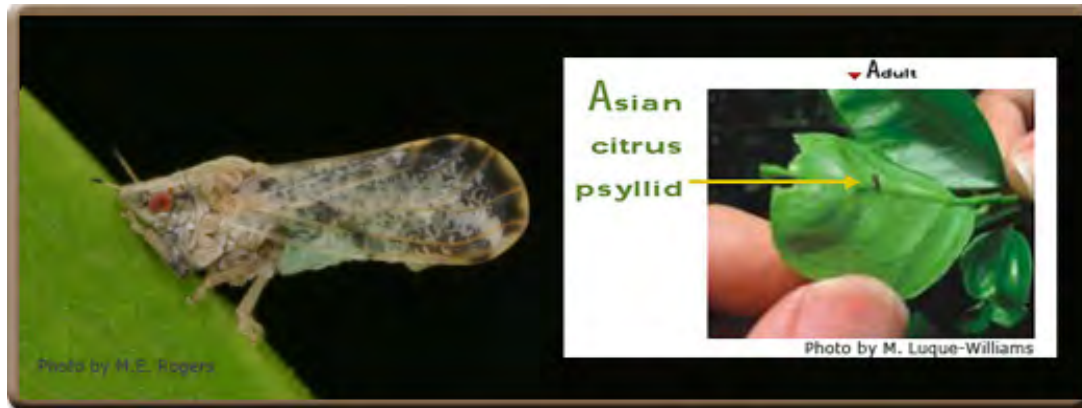 Adult
Asian
citrus
psyllid
Photo by M. Luque-Williams
Photo by M.E. Rogers